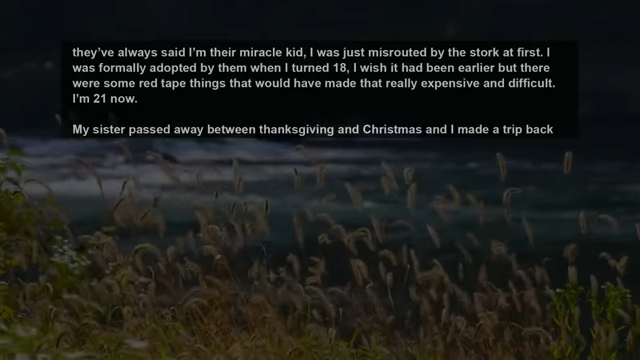 they’ve always said I’m their miracle kid, I was just misrouted by the stork at first. I
was formally adopted by them when I turned 18, I wish it had been earlier but there
were some red tape things that would have made that really expensive and difficult.
I’m 21 now.
My sister passed away between thanksgiving and Christmas and I made a trip back